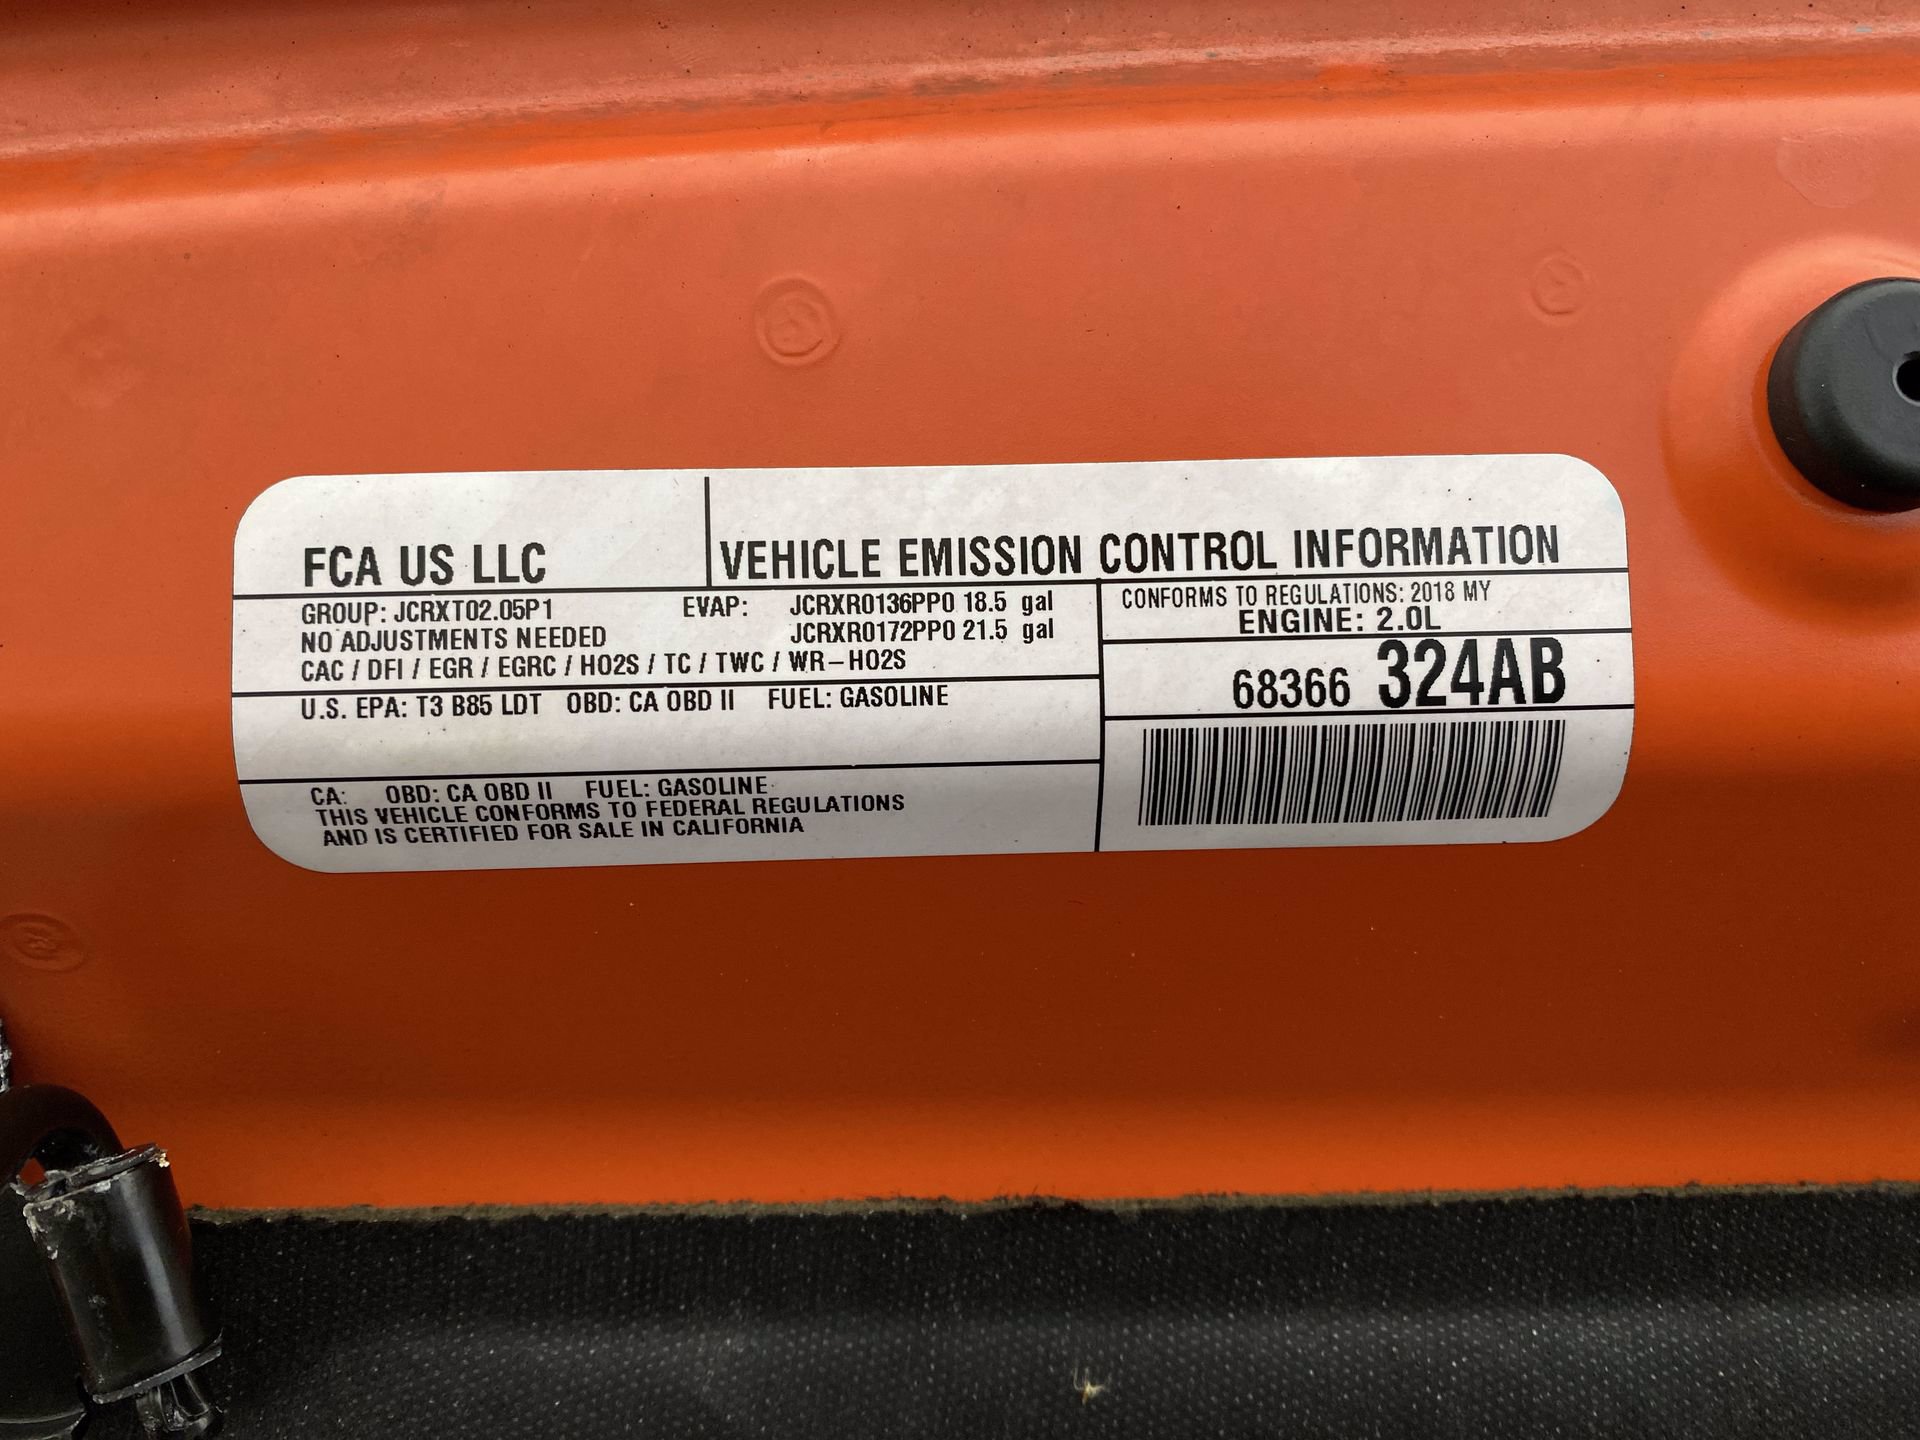 FCA US LLC
VEHICLE EMISSION CONTROL INFORMATION
GROUP: JCRXT02.05P1
EVAP: JCRXR0136PP0 18.5 gal
JCRXR0172PP0 21.5 gal
NO ADJUSTMENTS NEEDED
CAC / DFI / EGR / EGRC / HO2S / TC / TWC / WR-HO2S
U.S. EPA: T3 B85 LDT OBD: CA OBD II FUEL: GASOLINE
CA: OBD: CA OBD II FUEL: GASOLINE
THIS VEHICLE CONFORMS TO FEDERAL REGULATIONS
AND IS CERTIFIED FOR SALE IN CALIFORNIA
CONFORMS TO REGULATIONS: 2018 MY
ENGINE: 2.0L
68366 324AB